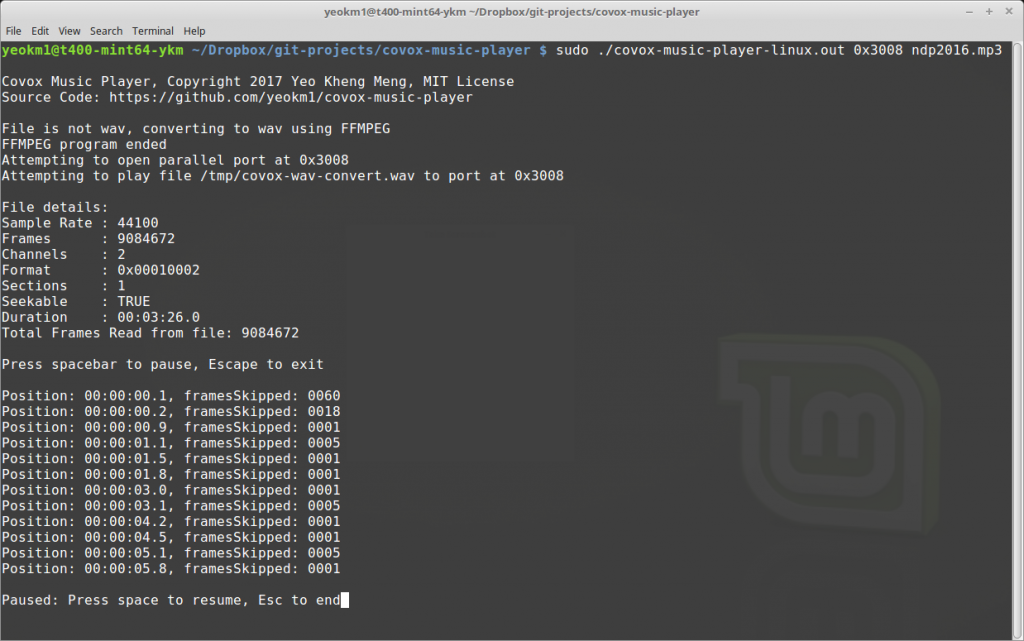 yeokm1@t400-mint64-ykm ~/Dropbox/git-projects/covox-music-player
File Edit View Search Terminal Help
yeokm1@t400-mint64-ykm ~/Dropbox/git-projects/covox-music-player $ sudo ./covox-music-player-linux.out 0x3008 ndp2016.mp3
Covox Music Player, Copyright 2017 Yeo Kheng Meng, MIT License
Source Code: https://github.com/yeokm1/covox-music-player
File is not wav, converting to wav using FFMPEG
FFMPEG program ended
Attempting to open parallel port at 0x3008
Attempting to play file /tmp/covox-wav-convert.wav to port at 0x3008
File details:
Sample Rate : 44100
Frames : 9084672
Channels : 2
Format : 0x00010002
Sections : 1
Seekable : TRUE
Duration : 00:03:26.0
Total Frames Read from file: 9084672
Press spacebar to pause, Escape to exit
Position: 00:00:00.1, framesSkipped: 0060
Position: 00:00:00.2, framesSkipped: 0018
Position: 00:00:00.9, framesSkipped: 0001
Position: 00:00:01.1, framesSkipped: 0005
Position: 00:00:01.5, framesSkipped: 0001
Position: 00:00:01.8, framesSkipped: 0001
Position: 00:00:03.0, framesSkipped: 0001
Position: 00:00:03.1, framesSkipped: 0005
Position: 00:00:04.2, framesSkipped: 0001
Position: 00:00:04.5, framesSkipped: 0001
Position: 00:00:05.1, framesSkipped: 0005
Position: 00:00:05.8, framesSkipped: 0001
Paused: Press space to resume, Esc to end